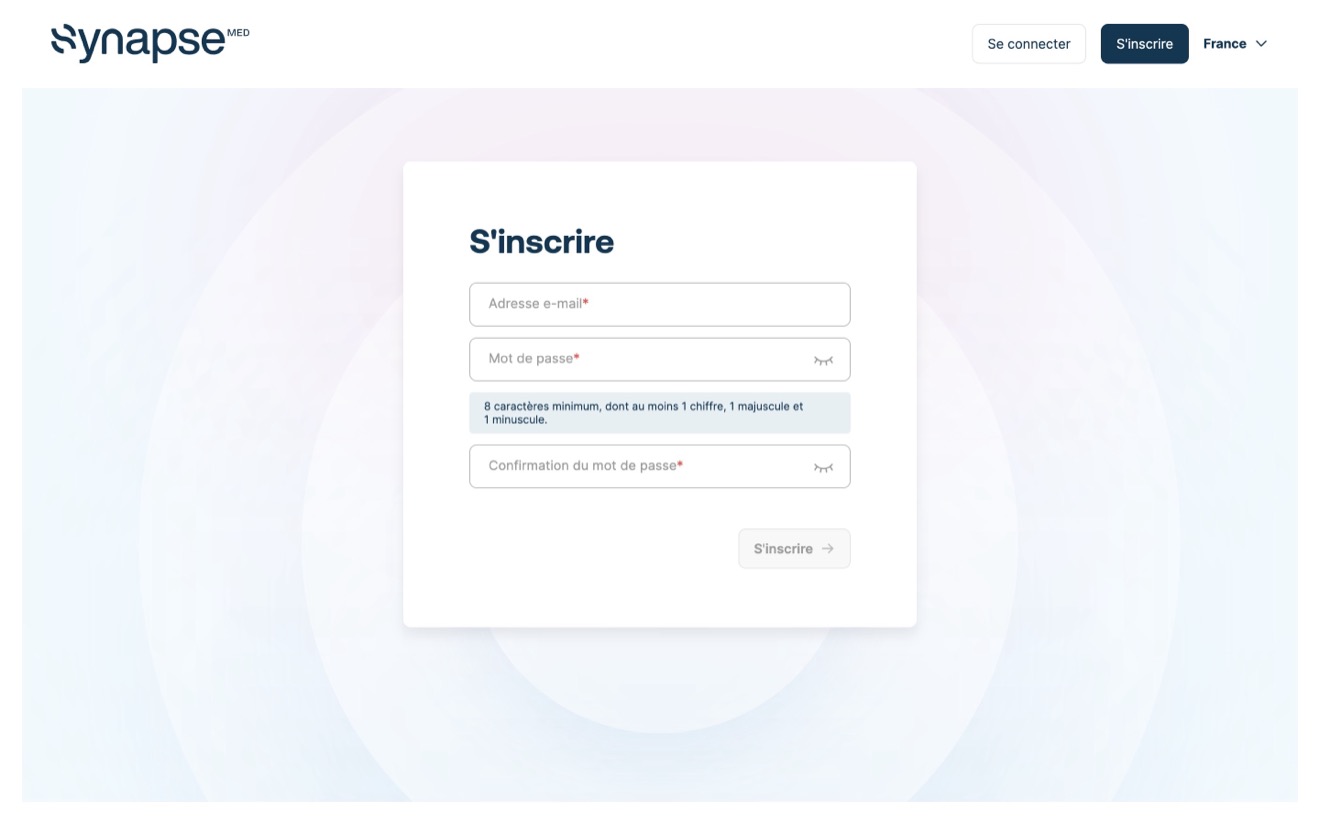 Synapse MED
Se connecter
S'inscrire
France
S'inscrire
Adresse e-mail*
Mot de passe*
8 caractères minimum, dont au moins 1 chiffre, 1 majuscule et
1 minuscule.
Confirmation du mot de passe*
S'inscrire →